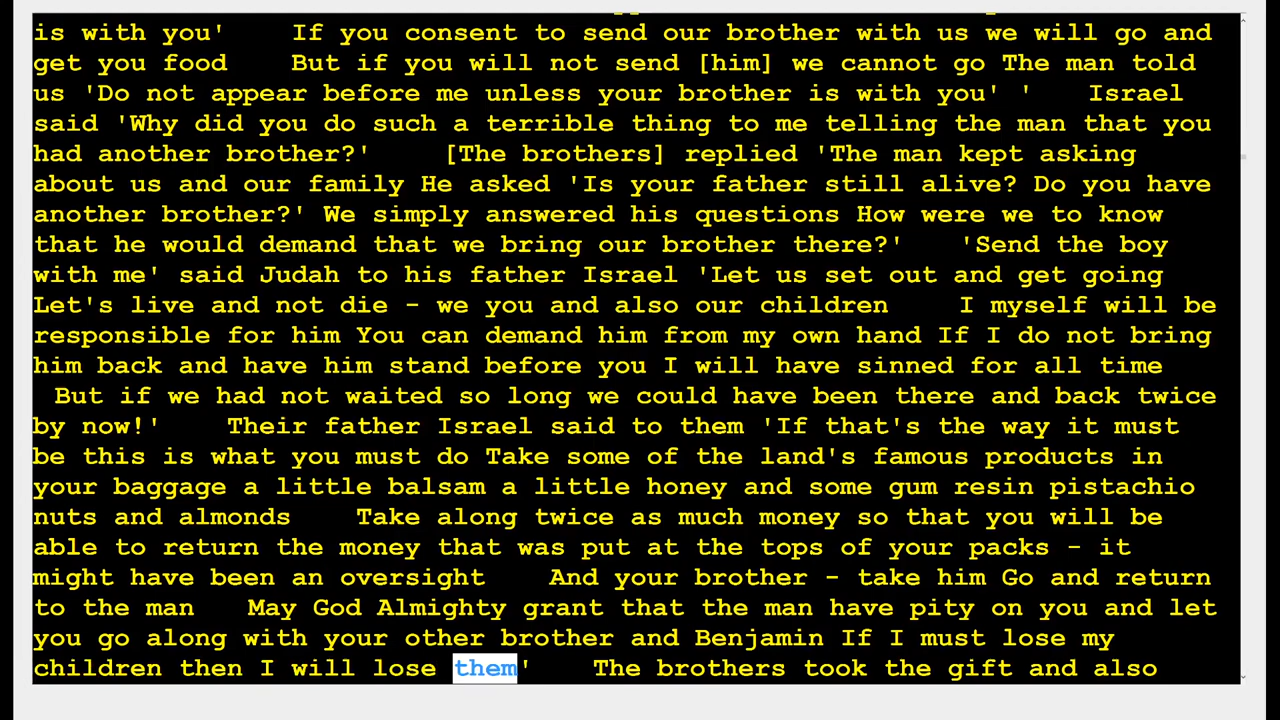 is with you' If you consent to send our brother with us we will go and
get you food But if you will not send [him] we cannot go The man told
us 'Do not appear before me unless your brother is with you' ' Israel
said 'Why did you do such a terrible thing to me telling the man that you
had another brother?' [The brothers] replied 'The man kept asking
about us and our family He asked 'Is your father still alive? Do you have
another brother?' We simply answered his questions How were we to know
that he would demand that we bring our brother there?' 'Send the boy
with me' said Judah to his father Israel 'Let us set out and get going
Let's live and not die - we you and also our children I myself will be
responsible for him You can demand him from my own hand If I do not bring
him back and have him stand before you I will have sinned for all time
But if we had not waited so long we could have been there and back twice
by now!' Their father Israel said to them 'If that's the way it must
be this is what you must do Take some of the land's famous products in
your baggage a little balsam a little honey and some gum resin pistachio
nuts and almonds Take along twice as much money so that you will be
able to return the money that was put at the tops of your packs - it
might have been an oversight And your brother - take him Go and return
to the man May God Almighty grant that the man have pity on you and let
you go along with your other brother and Benjamin If I must lose my
children then I will lose them' The brothers took the gift and also